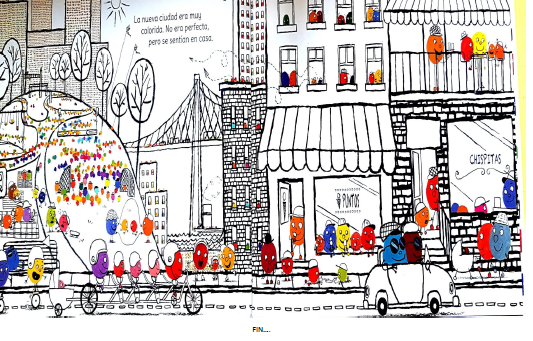 La nueva ciudad era muy
colorida. No era perfecta,
pero se sentían en casa.
PUNTOS
CHISPITAS
FIN....